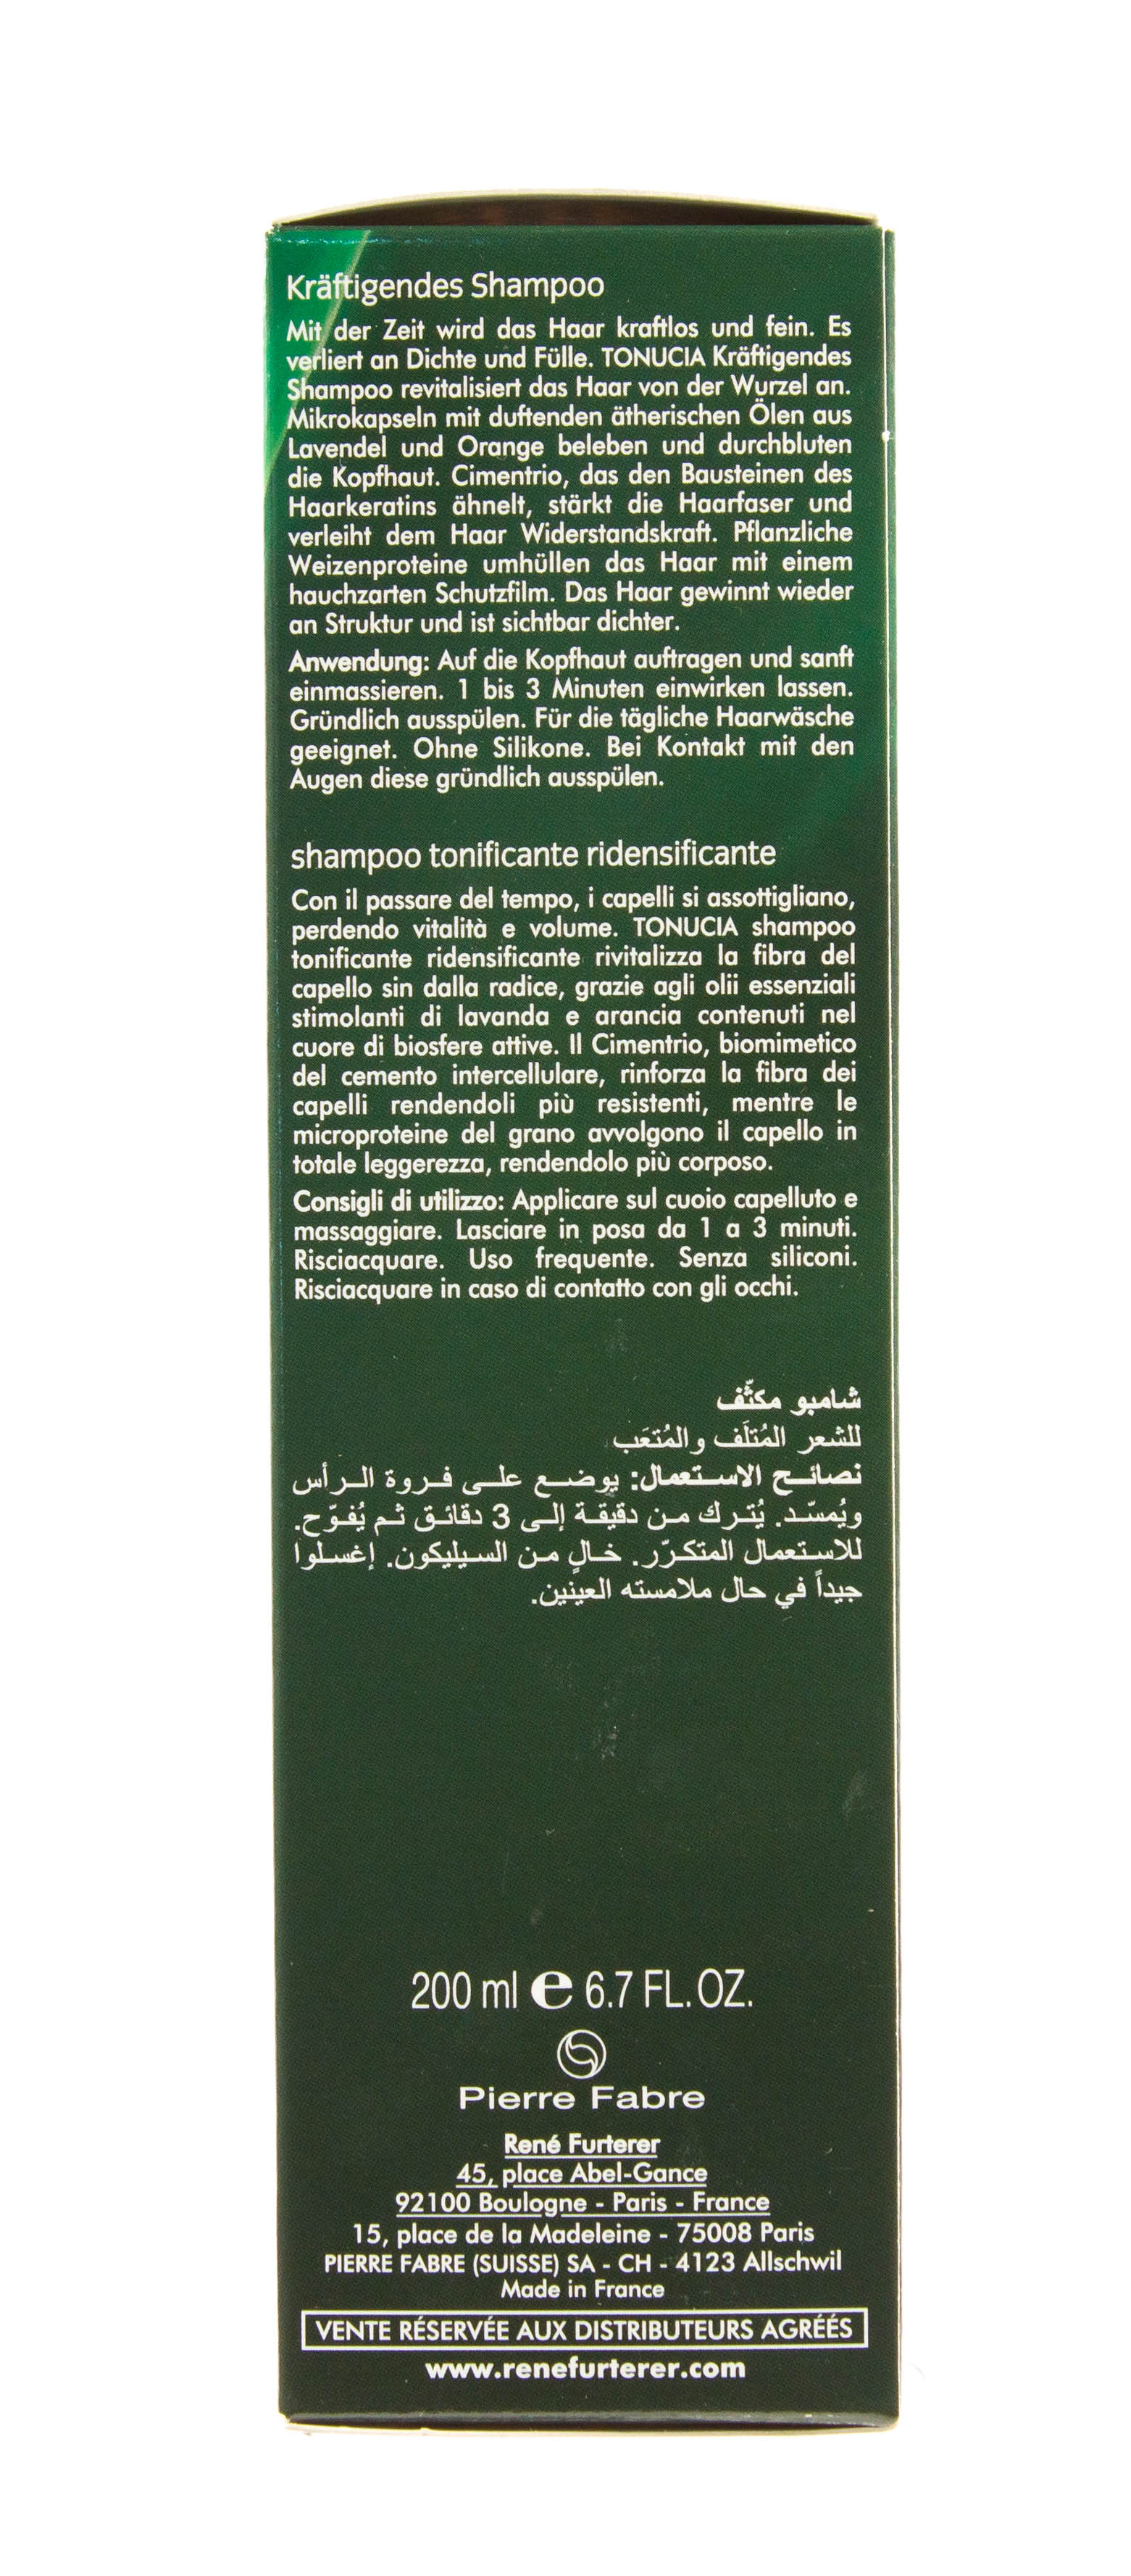 Kräftigendes Shampoo
Mit der Zeit wird das Haar kraftlos und fein. Es
verliert an Dichte und Fülle. TONUCIA Kräftigendes
Shampoo revitalisiert das Haar von der Wurzel an.
Mikrokapseln mit duftenden ätherischen Ölen aus
Lavendel und Orange beleben und durchbluten
die Kopfhaut. Cimentrio, das den Bausteinen des
Haarkeratins ähnelt, stärkt die Haarfaser und
verleiht dem Haar Widerstandskraft. Pflanzliche
Weizenproteine umhüllen das Haar mit einem
hauchzarten Schutzfilm. Das Haar gewinnt wieder
an Struktur und ist sichtbar dichter.
Anwendung: Auf die Kopfhaut auftragen und sanft
einmassieren. 1 bis 3 Minuten einwirken lassen.
Gründlich ausspülen. Für die tägliche Haarwäsche
geeignet. Ohne Silikone. Bei Kontakt mit den
Augen diese gründlich ausspülen.
shampoo tonificante ridensificante
Con il passare del tempo, i capelli si assottigliano,
perdendo vitalità e volume. TONUCIA shampoo
tonificante ridensificante rivitalizza la fibra del
capello sin dalla radice, grazie agli olii essenziali
stimolanti di lavanda e arancia contenuti nel
cuore di biosfere attive. Il Cimentrio, biomimetico
del cemento intercellulare, rinforza la fibra dei
capelli rendendoli più resistenti, mentre le
microproteine del grano avvolgono il capello in
totale leggerezza, rendendolo più corposo.
Consigli di utilizzo: Applicare sul cuoio capelluto e
massaggiare. Lasciare in posa da 1 a 3 minuti.
Risciacquare. Uso frequente. Senza siliconi.
Risciacquare in caso di contatto con gli occhi.
شامبو مكثّف
للشعر المُتلَف والمُتعَب
نصائح الاستعمال: يوضع على فروة الرأس
ويُمسّد. يُترك من دقيقة إلى 3 دقائق ثم يُفوّح.
للاستعمال المتكرّر. خالٍ من السيليكون. إغسلوا
جيداً في حال ملامسته العينين.
200 ml e 6.7 FL. OZ.
Pierre Fabre
René Furterer
45, place Abel-Gance
92100 Boulogne - Paris - France
15, place de la Madeleine - 75008 Paris
PIERRE FABRE (SUISSE) SA - CH - 4123 Allschwil
Made in France
VENTE RÉSERVÉE AUX DISTRIBUTEURS AGRÉÉS
www.renefurterer.com